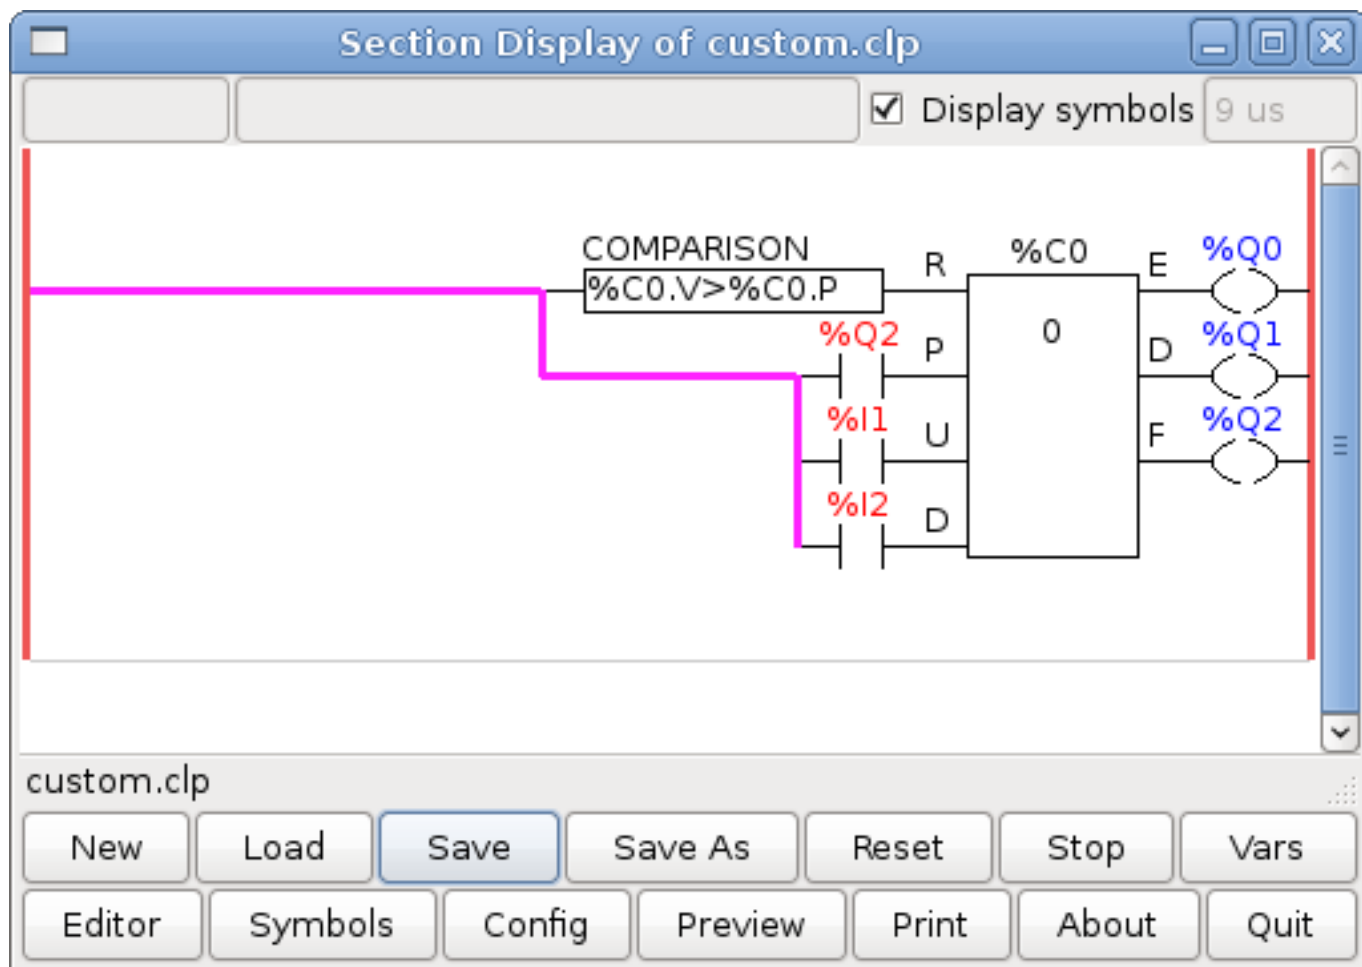 Section Display of custom.clp
Display symbols 9 us
COMPARISON R %C0 E %Q0
%C0.V>%C0.P
%Q2 P 0 D %Q1
%I1 U F %Q2
%I2 D
custom.clp
New Load Save Save As Reset Stop Vars
Editor Symbols Config Preview Print About Quit